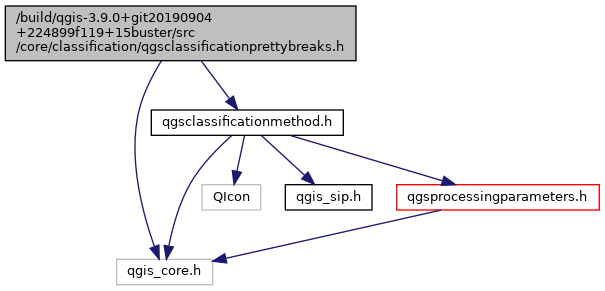 /build/qgis-3.9.0+git20190904
+224899f119+15buster/src
/core/classification/qgsclassificationprettybreaks.h
qgsclassificationmethod.h
QIcon
qgis_sip.h
qgsprocessingparameters.h
qgis_core.h